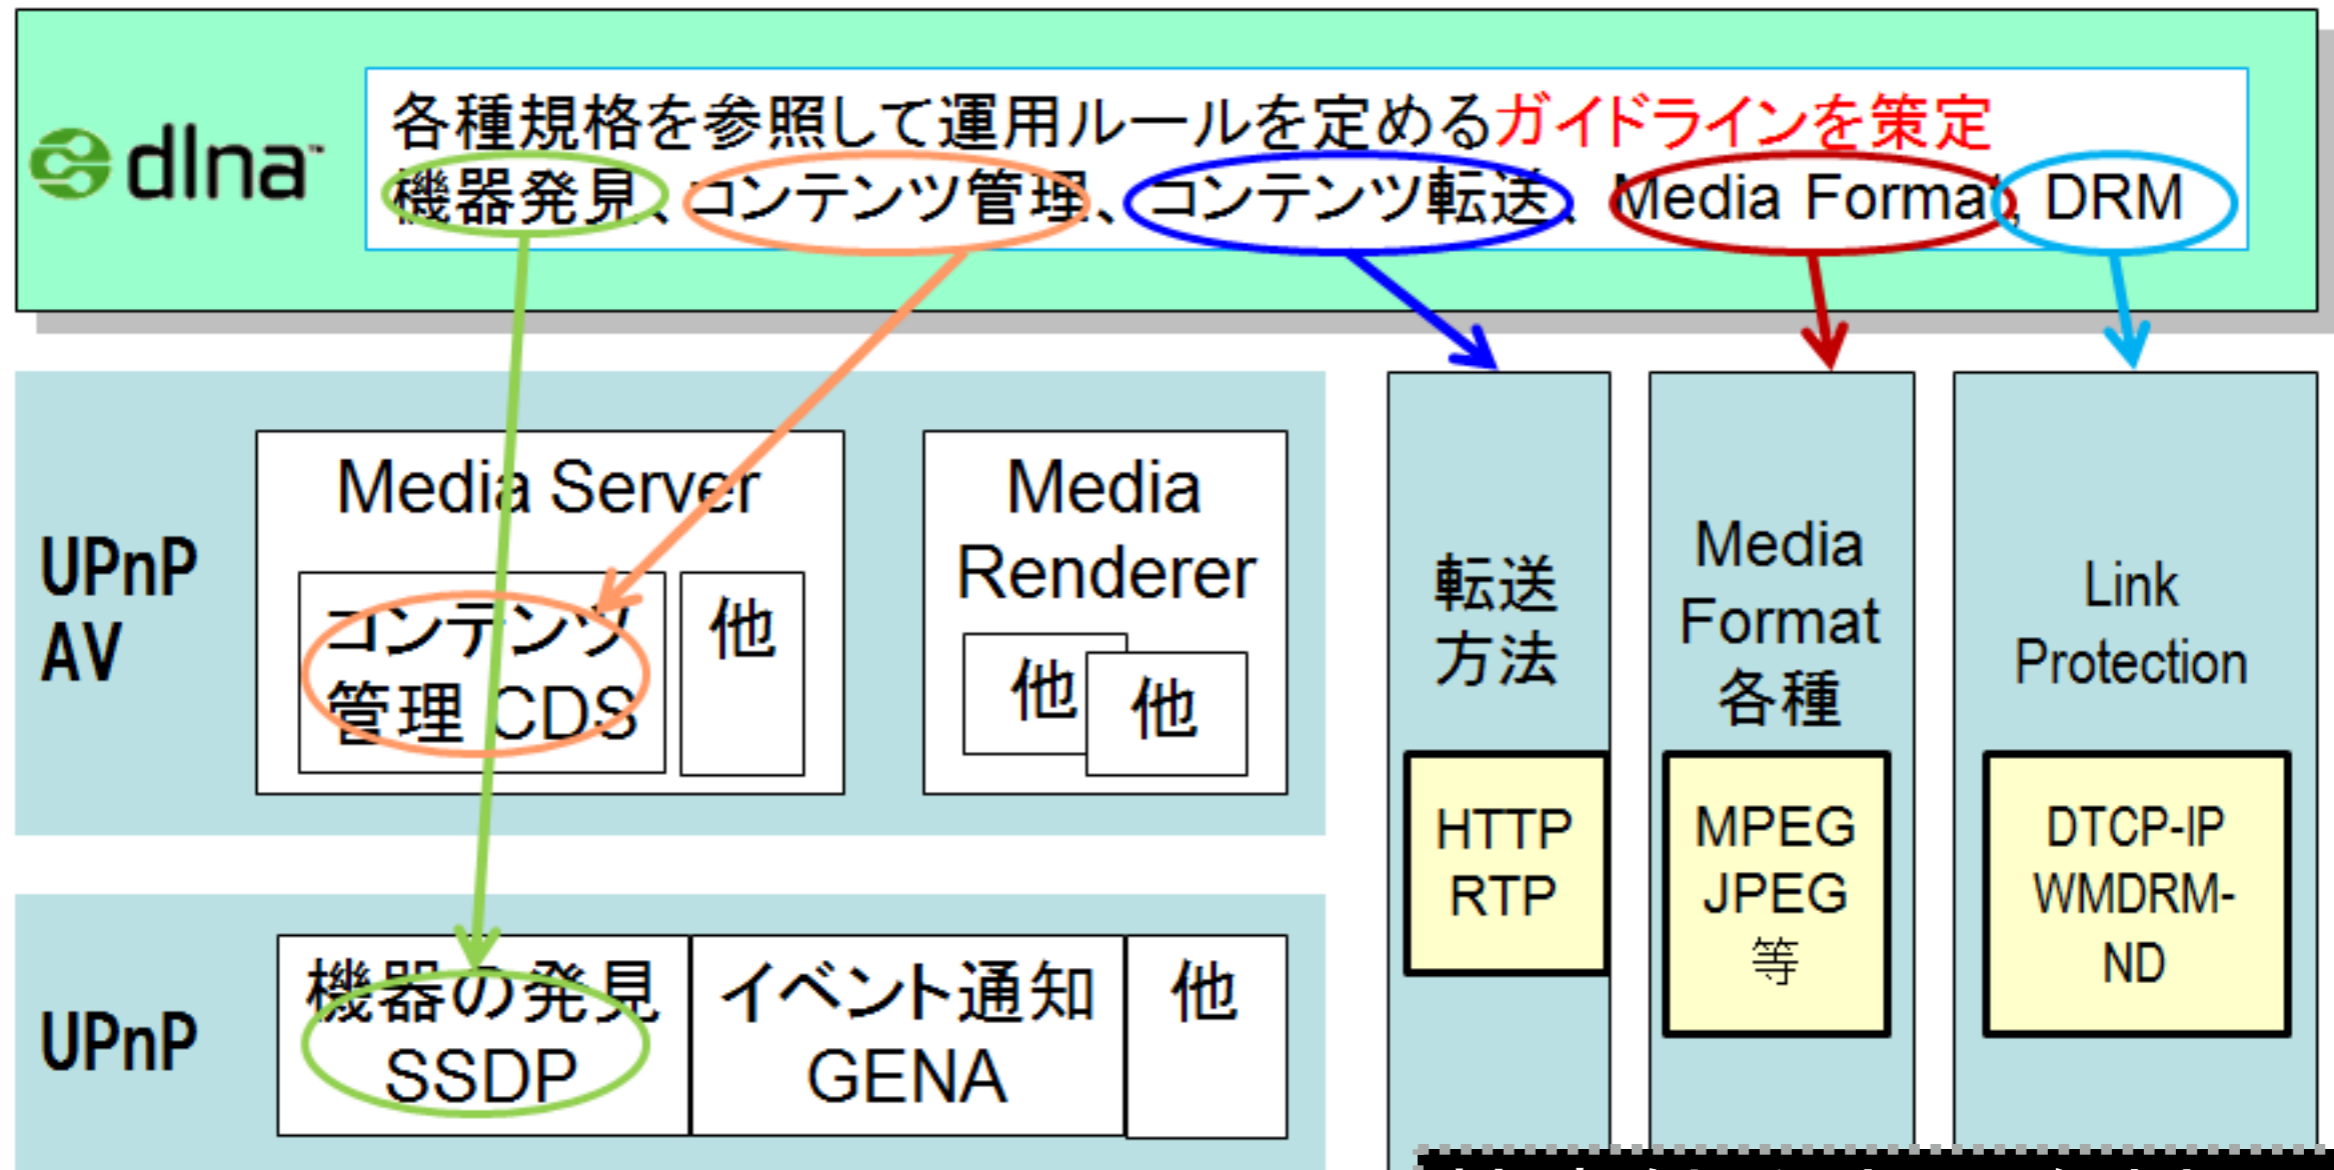 dlna™
各種規格を参照して運用ルールを定めるガイドラインを策定
機器発見、コンテンツ管理、コンテンツ転送、Media Format, DRM
UPnP
AV
Media Server
コンテンツ
管理 CDS
他
Media
Renderer
他
他
UPnP
機器の発見
SSDP
イベント通知
GENA
他
転送
方法
HTTP
RTP
Media
Format
各種
MPEG
JPEG
等
Link
Protection
DTCP-IP
WMDRM-
ND